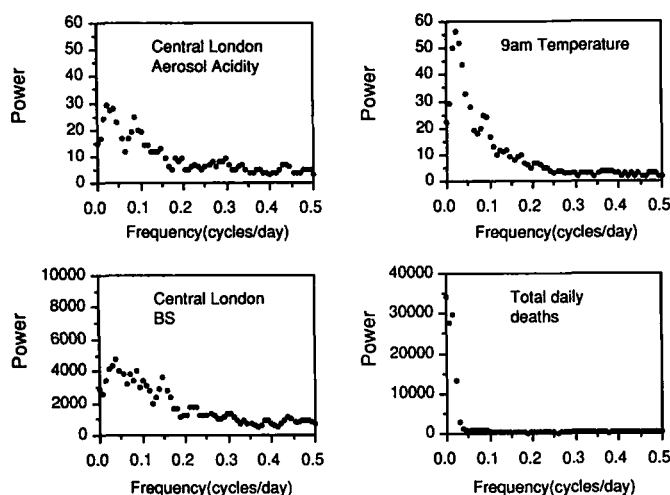 60
50
40
30
20
10
0
Power
Central London
Aerosol Acidity
0.0 0.1 0.2 0.3 0.4 0.5
Frequency(cycles/day)
60
50
40
30
20
10
0
Power
9am Temperature
0.0 0.1 0.2 0.3 0.4 0.5
Frequency(cycles/day)
10000
8000
6000
4000
2000
0
Power
Central London
BS
0.0 0.1 0.2 0.3 0.4 0.5
Frequency(cycles/day)
40000
30000
20000
10000
0
Power
Total daily
deaths
0.0 0.1 0.2 0.3 0.4 0.5
Frequency(cycles/day)